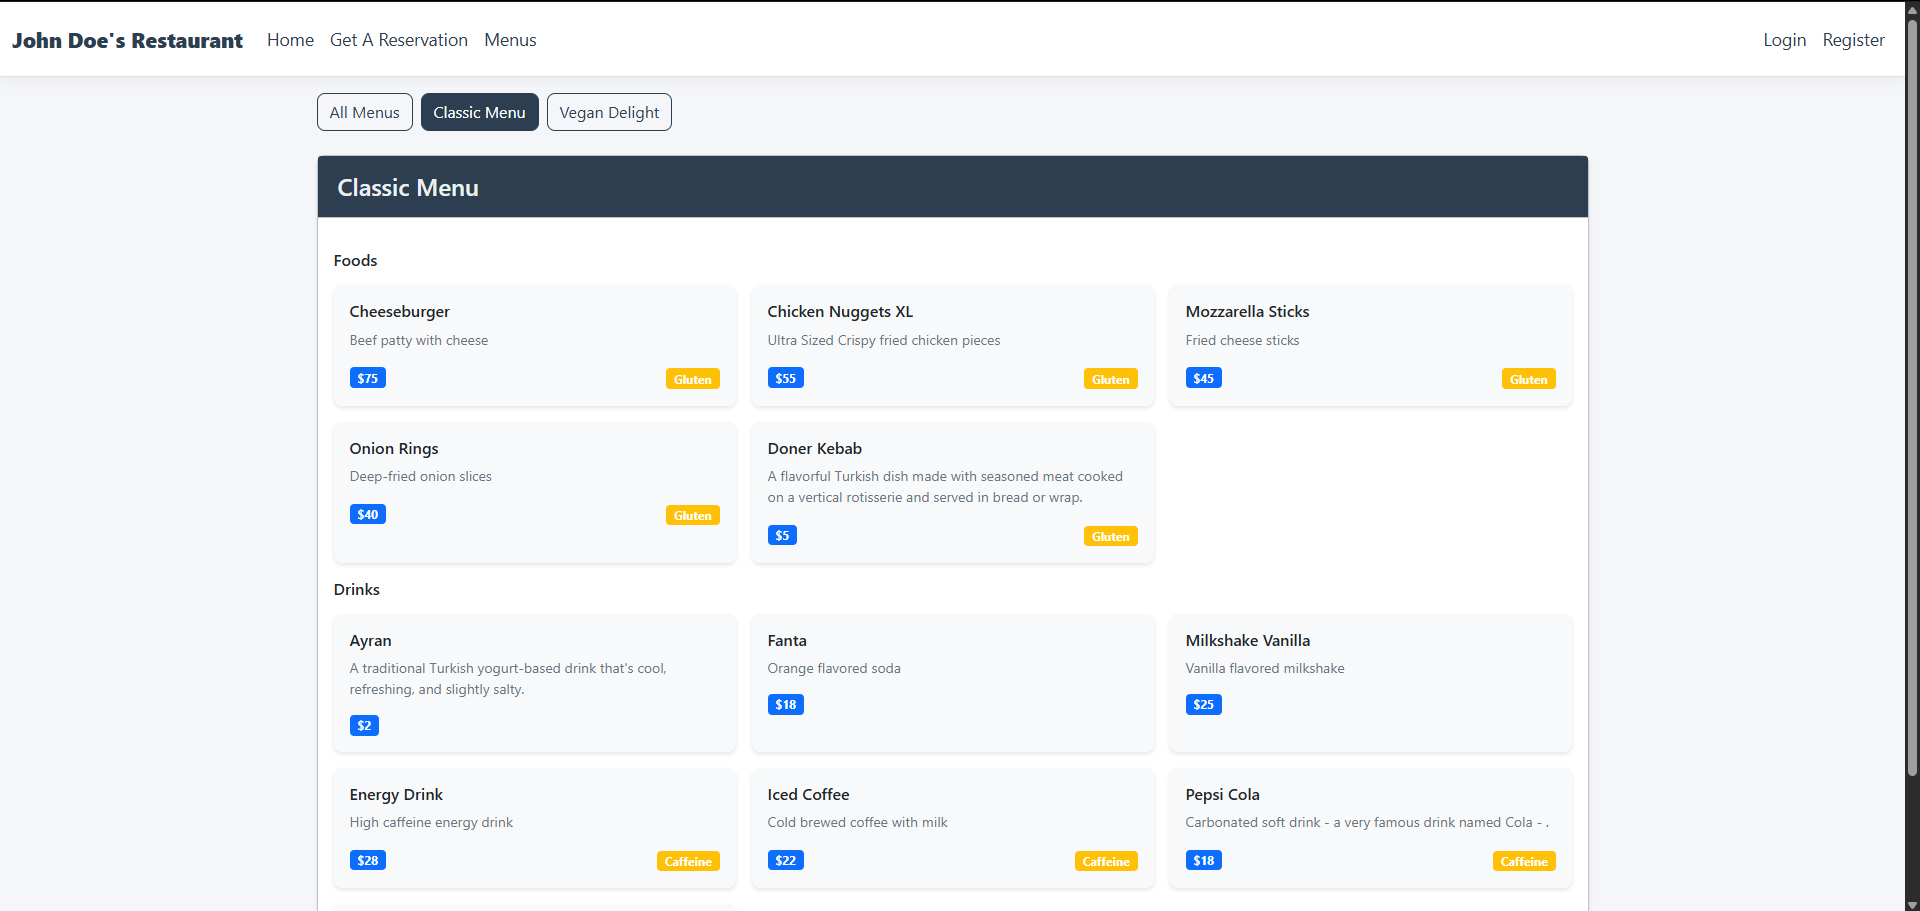 John Doe's Restaurant Home Get A Reservation Menus Login Register
All Menus Classic Menu Vegan Delight
Classic Menu
Foods
Cheeseburger
Beef patty with cheese
$75 Gluten
Chicken Nuggets XL
Ultra Sized Crispy fried chicken pieces
$55 Gluten
Mozzarella Sticks
Fried cheese sticks
$45 Gluten
Onion Rings
Deep-fried onion slices
$40 Gluten
Doner Kebab
A flavorful Turkish dish made with seasoned meat cooked
on a vertical rotisserie and served in bread or wrap.
$5 Gluten
Drinks
Ayran
A traditional Turkish yogurt-based drink that's cool,
refreshing, and slightly salty.
$2
Fanta
Orange flavored soda
$18
Milkshake Vanilla
Vanilla flavored milkshake
$25
Energy Drink
High caffeine energy drink
$28 Caffeine
Iced Coffee
Cold brewed coffee with milk
$22 Caffeine
Pepsi Cola
Carbonated soft drink - a very famous drink named Cola - .
$18 Caffeine